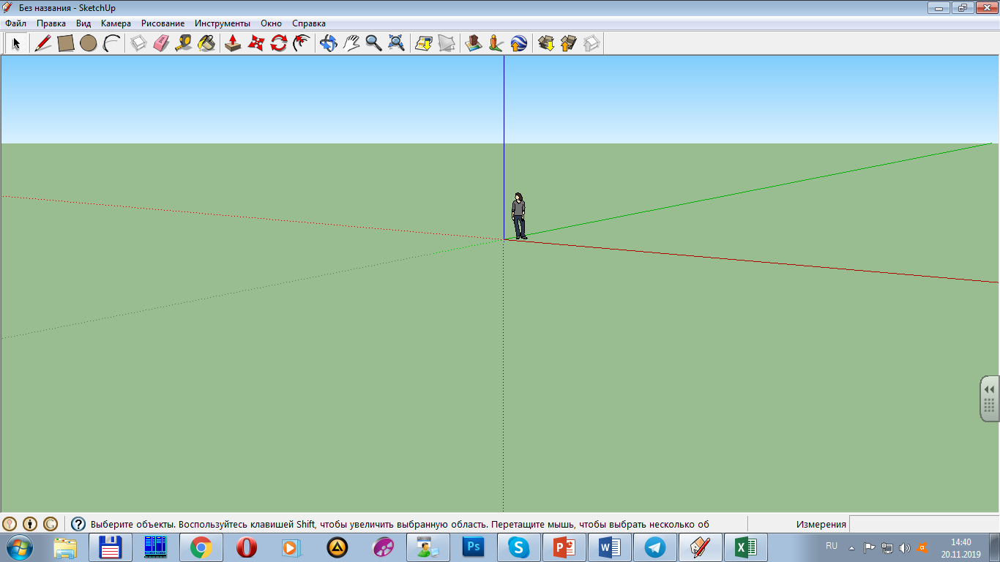 Без названия - SketchUp
Файл Правка Вид Камера Рисование Инструменты Окно Справка
Выберите объекты. Воспользуйтесь клавишей Shift, чтобы увеличить выбранную область. Перетащите мышь, чтобы выбрать несколько об
Измерения
Ps
RU
14:40
20.11.2019